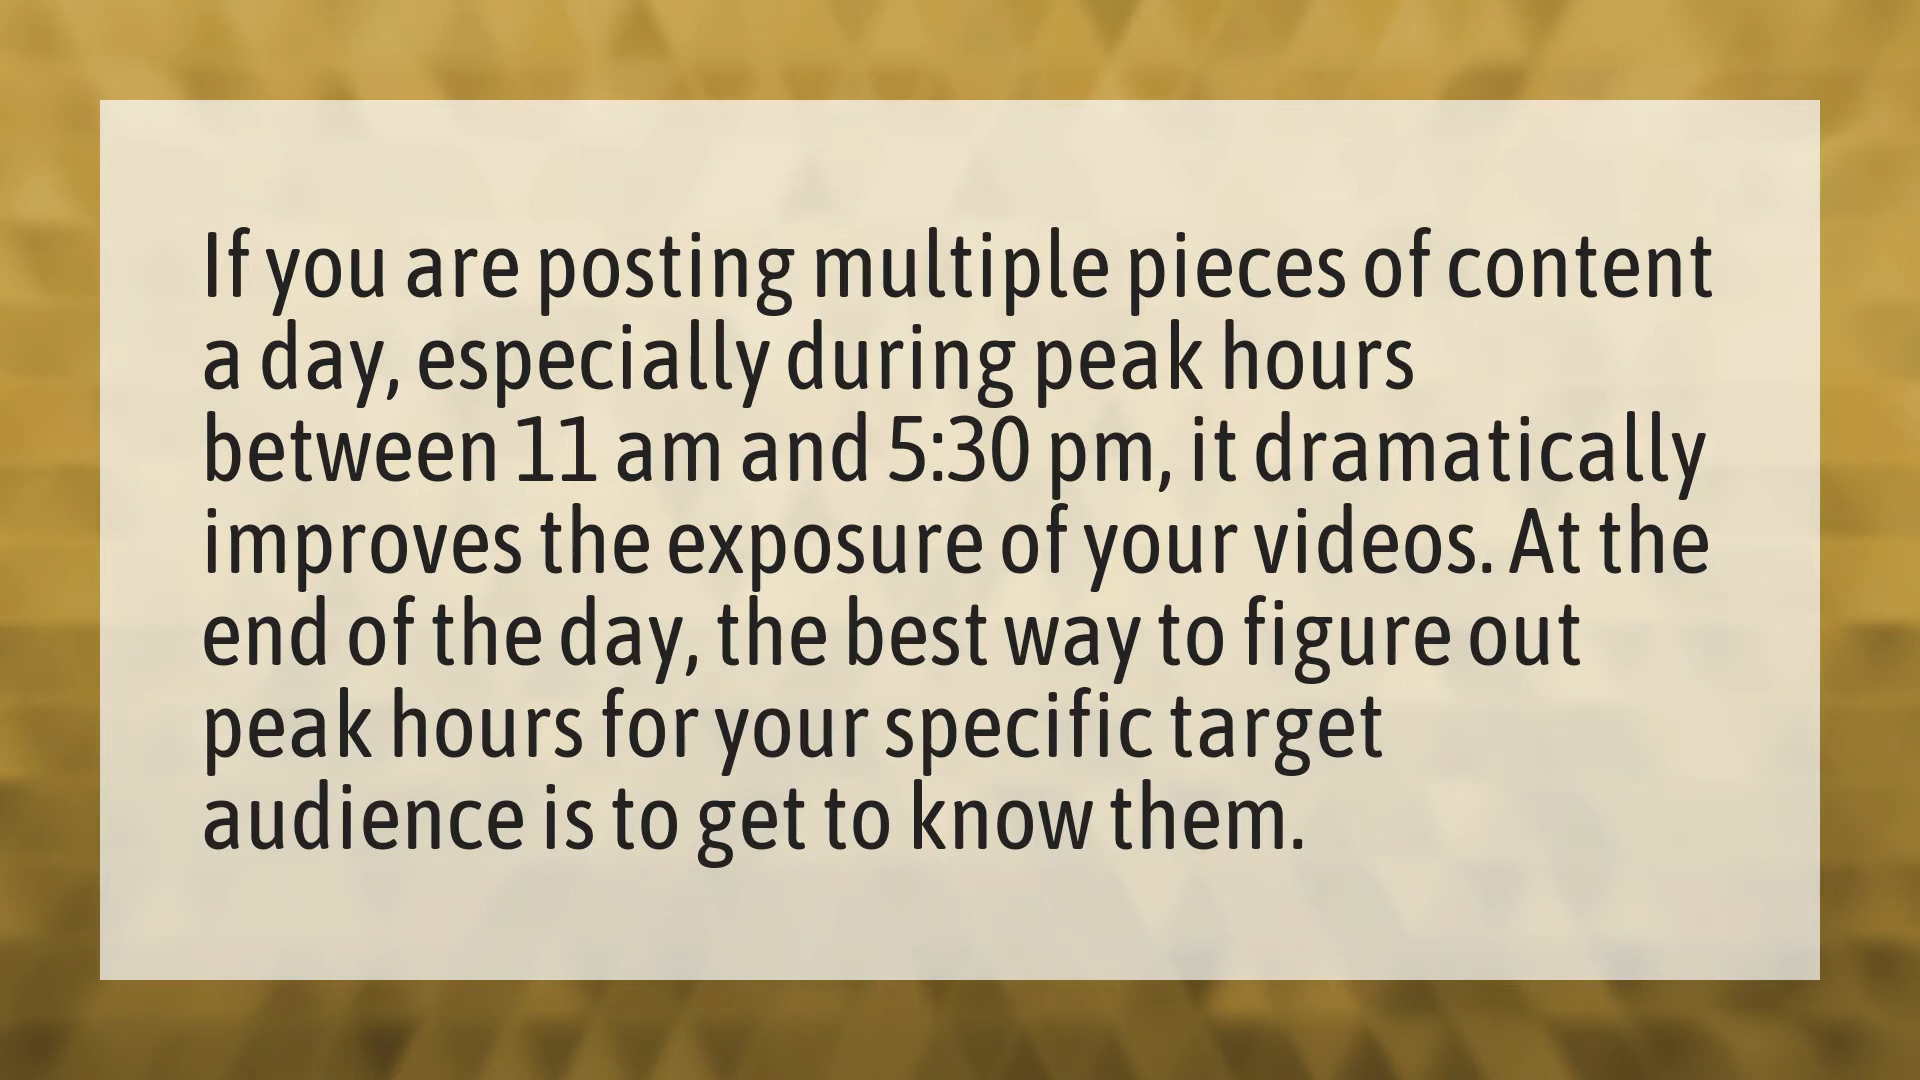 If you are posting multiple pieces of content
a day, especially during peak hours
between 11 am and 5:30 pm, it dramatically
improves the exposure of your videos. At the
end of the day, the best way to figure out
peak hours for your specific target
audience is to get to know them.